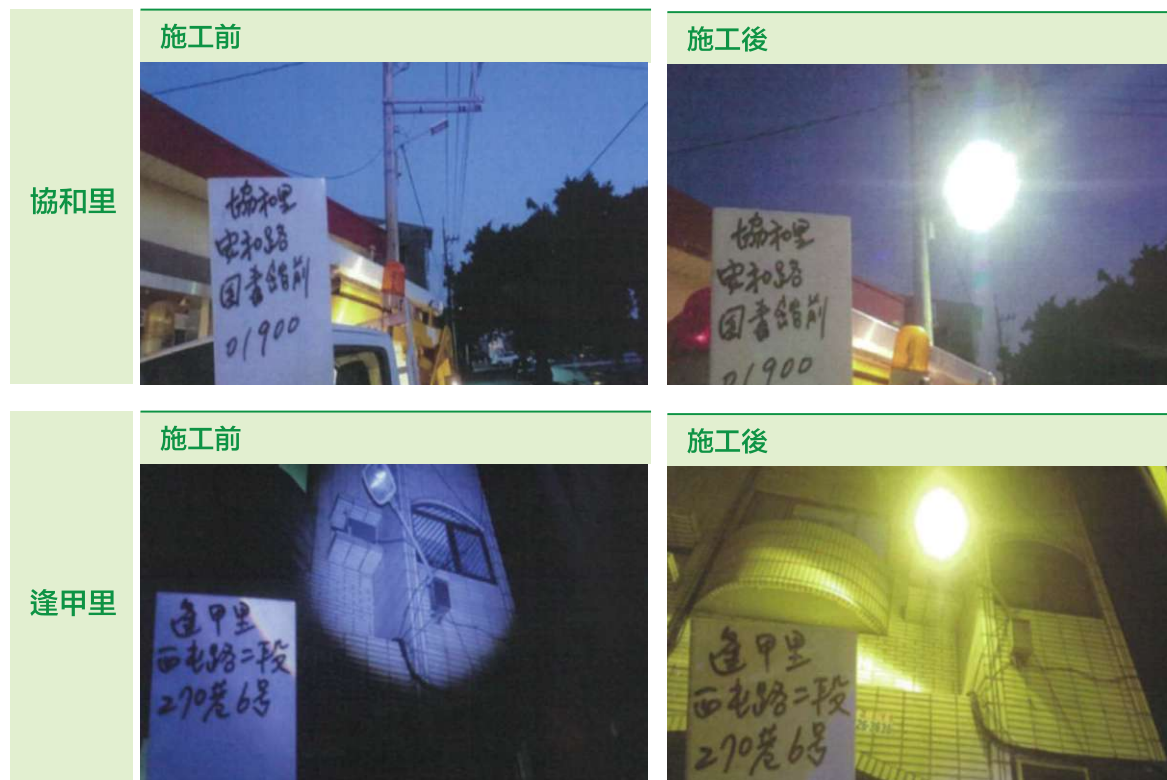 協和里
施工前
施工後
協和里
安和路
图書館前
01900
協和里
安和路
图書館前
01900
逢甲里
施工前
施工後
逢甲里
西屯路二段
270巷6号
逢甲里
西屯路二段
270巷6号